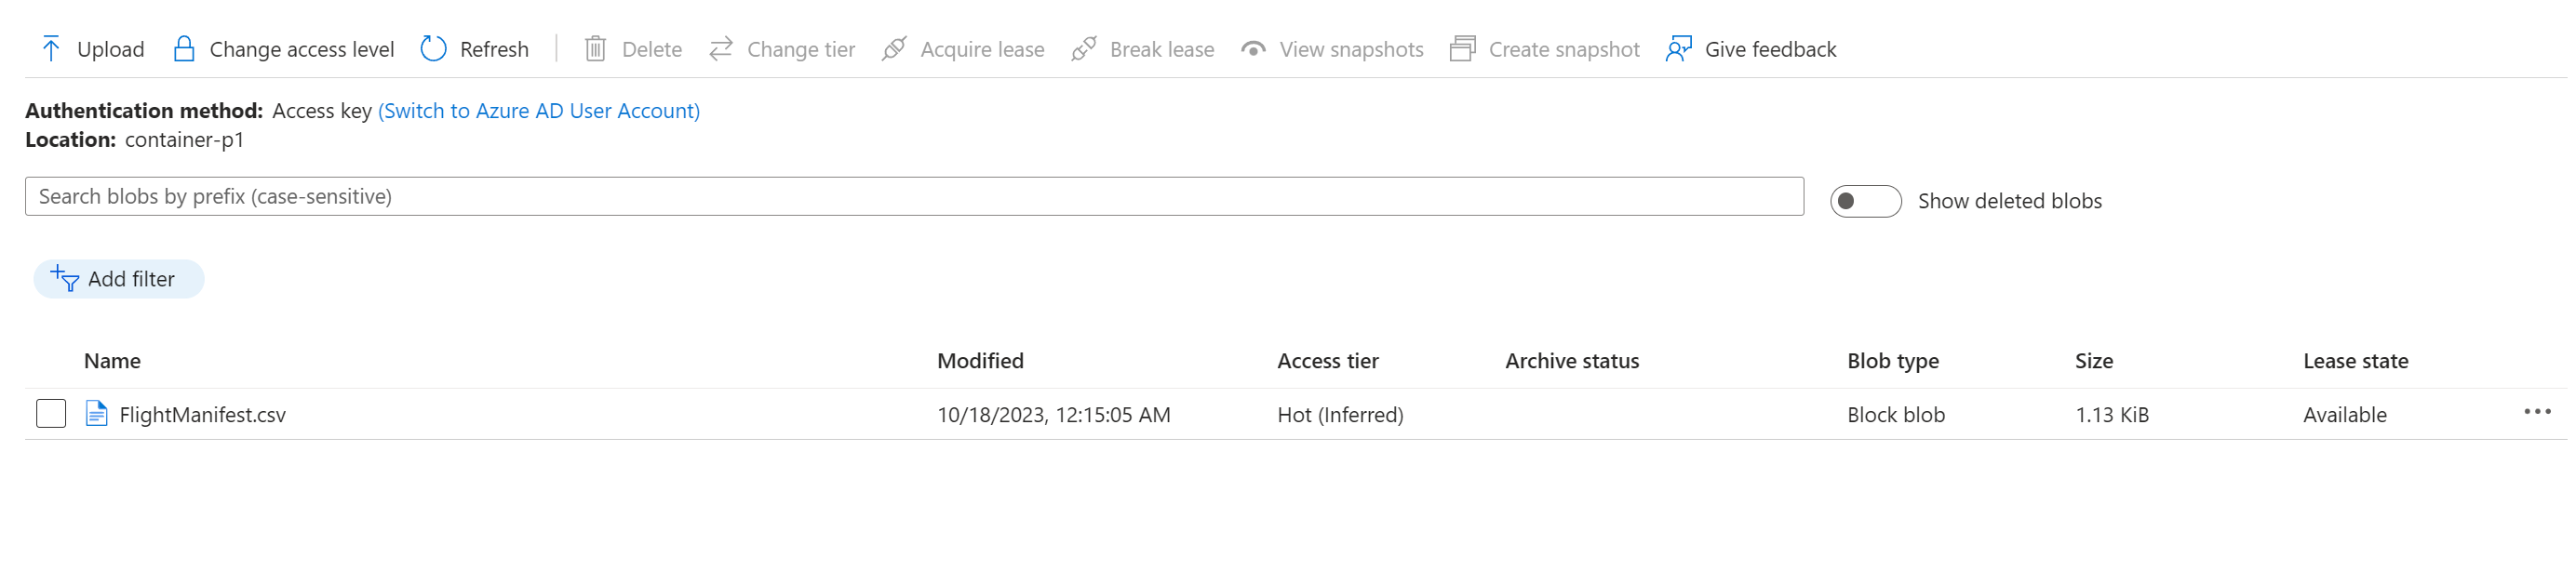 Upload Change access level Refresh Delete Change tier Acquire lease Break lease View snapshots Create snapshot Give feedback
Authentication method: Access key (Switch to Azure AD User Account)
Location: container-p1
Search blobs by prefix (case-sensitive) Show deleted blobs
Add filter
Name Modified Access tier Archive status Blob type Size Lease state
FlightManifest.csv 10/18/2023, 12:15:05 AM Hot (Inferred) Block blob 1.13 KiB Available